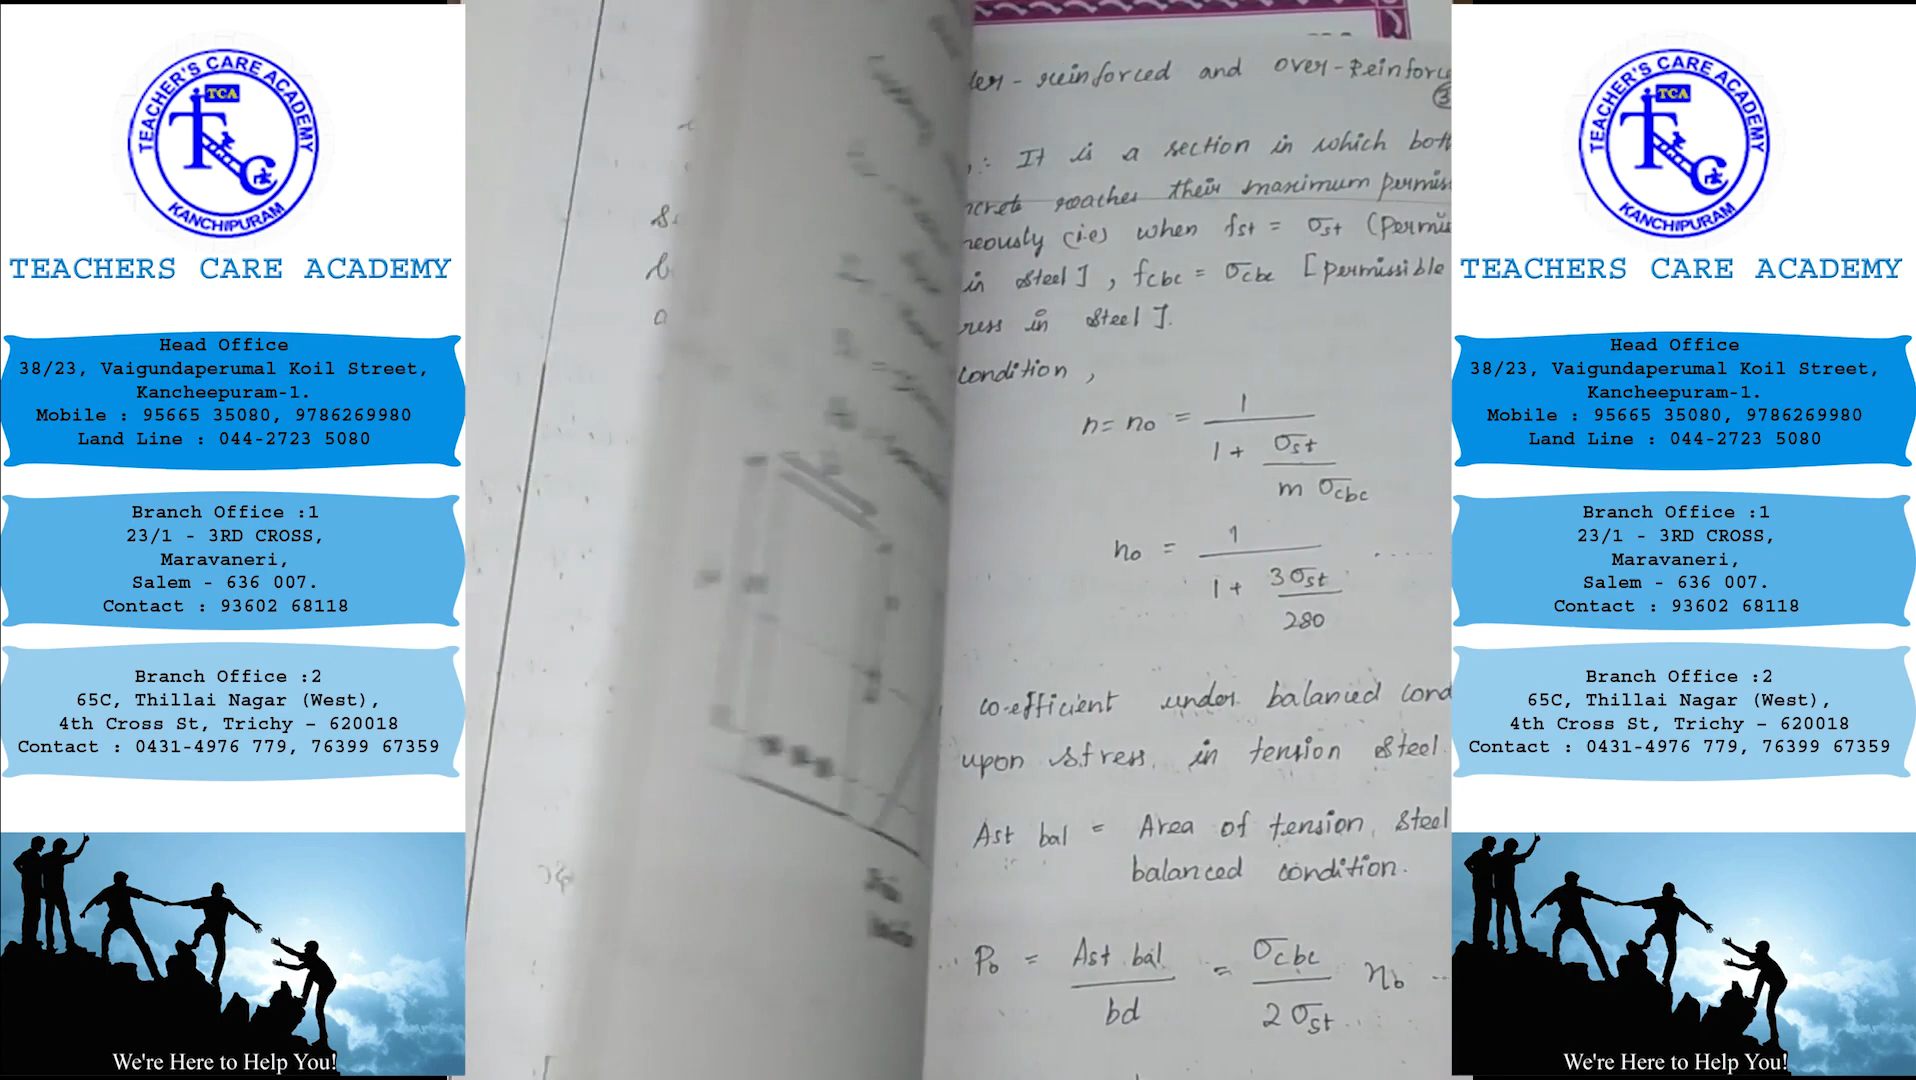 TEACHER'S CARE ACADEMY
TCA
KANCHIPURAM
TEACHERS CARE ACADEMY
Head Office
38/23, Vaigundaperumal Koil Street,
Kancheepuram-1.
Mobile : 95665 35080, 9786269980
Land Line : 044-2723 5080
Branch Office :1
23/1 - 3RD CROSS,
Maravaneri,
Salem - 636 007.
Contact : 93602 68118
Branch Office :2
65C, Thillai Nagar (West),
4th Cross St, Trichy – 620018
Contact : 0431-4976 779, 76399 67359
We're Here to Help You!
der - reinforced and over-Reinforc
3
It is a section in which both
ncrete reaches their maximum permiss
neously (i.e) when fst = σst (Permis
in steel], fcbc = σcbc [permissible
ress in steel].
condition,
n = no = 1 / (1 + σst / m σcbc)
no = 1 / (1 + 3σst / 280) .....
co-efficient under balanced cond
upon stress in tension steel.
Ast bal = Area of tension steel
balanced condition.
Po = Ast bal / bd = σcbc / 2σst nb ...
TEACHER'S CARE ACADEMY
TCA
KANCHIPURAM
TEACHERS CARE ACADEMY
Head Office
38/23, Vaigundaperumal Koil Street,
Kancheepuram-1.
Mobile : 95665 35080, 9786269980
Land Line : 044-2723 5080
Branch Office :1
23/1 - 3RD CROSS,
Maravaneri,
Salem - 636 007.
Contact : 93602 68118
Branch Office :2
65C, Thillai Nagar (West),
4th Cross St, Trichy – 620018
Contact : 0431-4976 779, 76399 67359
We're Here to Help You!